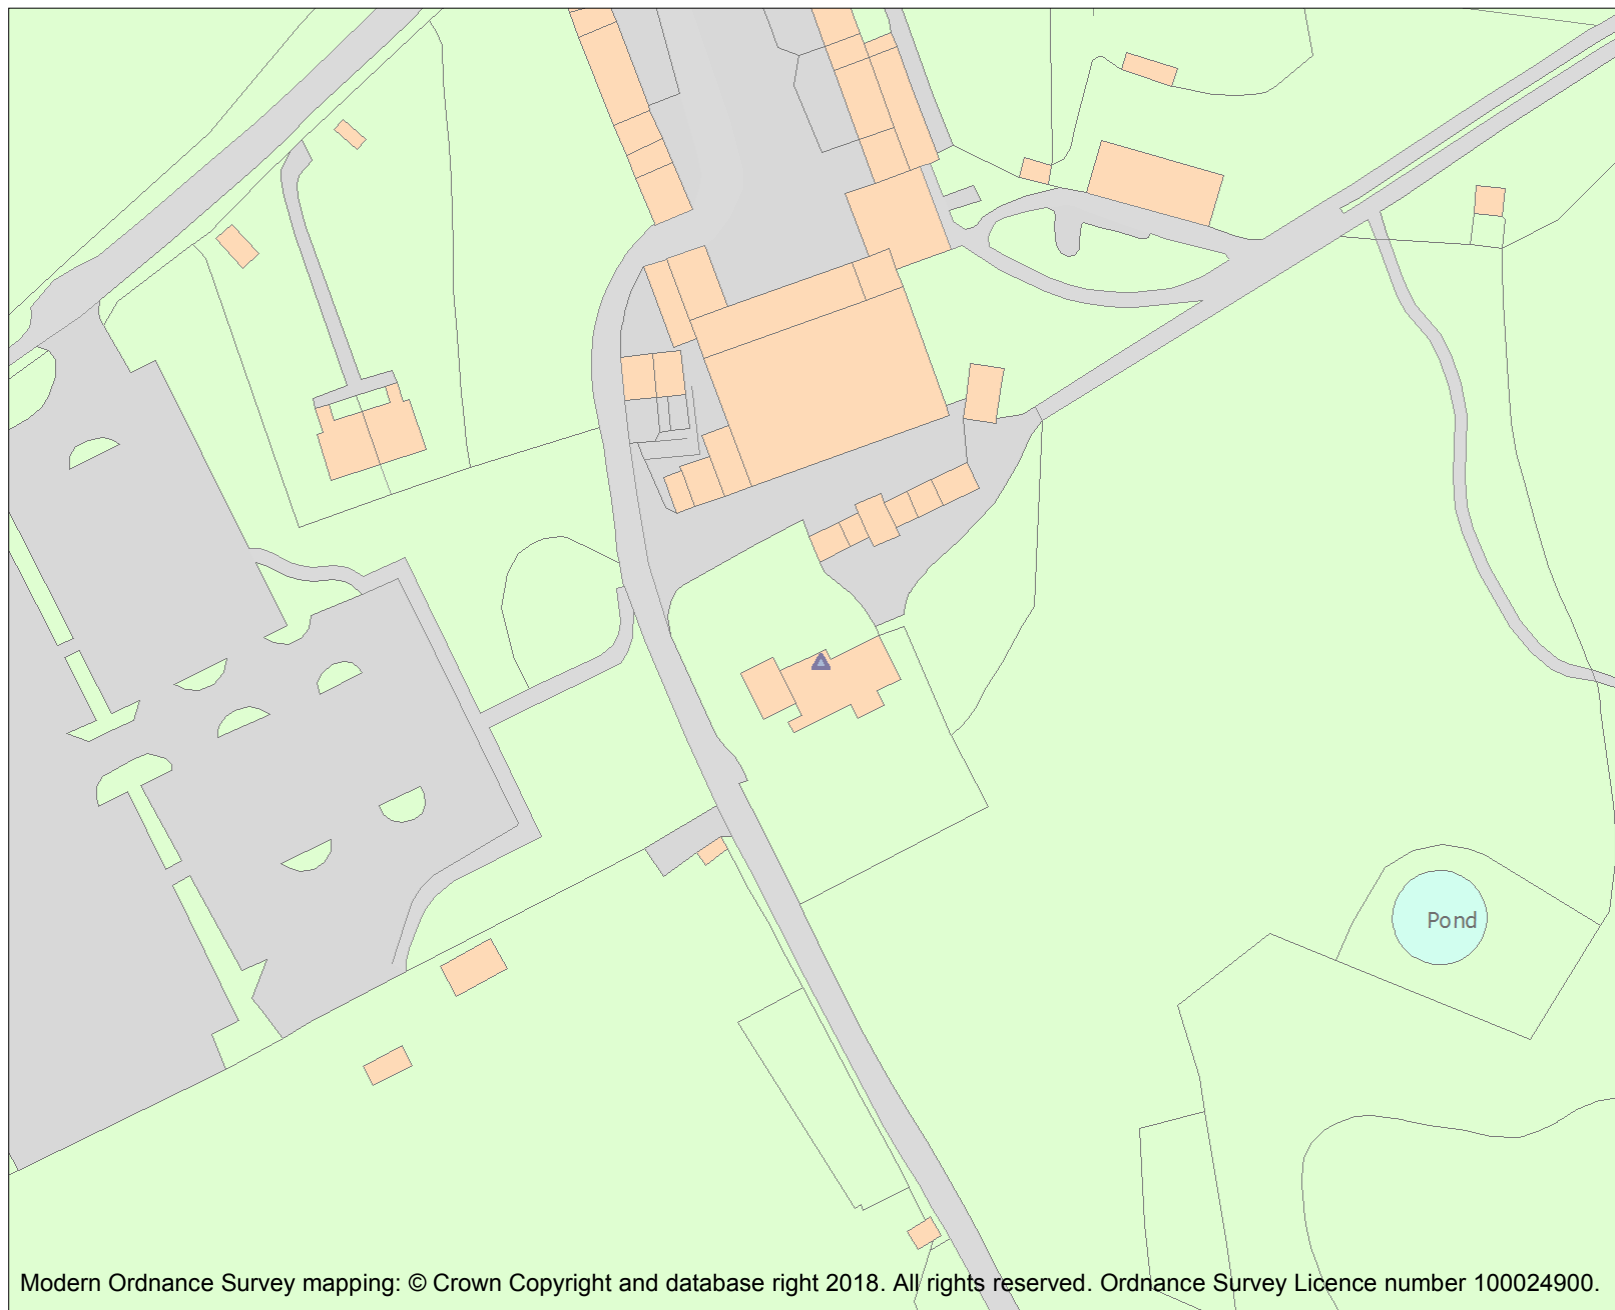 Pond
Modern Ordnance Survey mapping: © Crown Copyright and database right 2018. All rights reserved. Ordnance Survey Licence number 100024900.